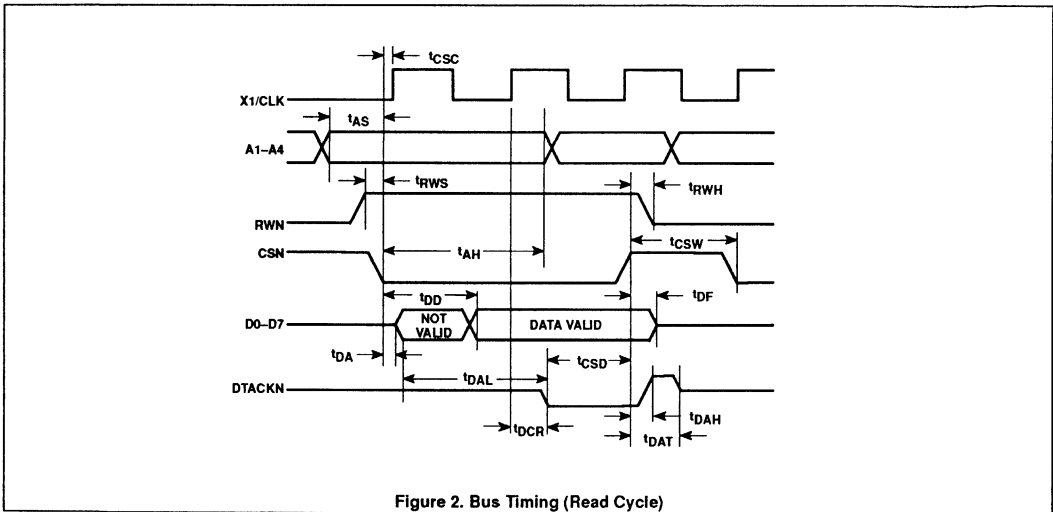 tCSC
X1/CLK
tAS
A1–A4
tRWS
tRWH
RWN
CSN
tCSW
tAH
tDD
tDF
D0–D7
NOT
VALID
DATA VALID
tDA
tCSD
tDAL
DTACKN
tDCR
tDAH
tDAT
Figure 2. Bus Timing (Read Cycle)